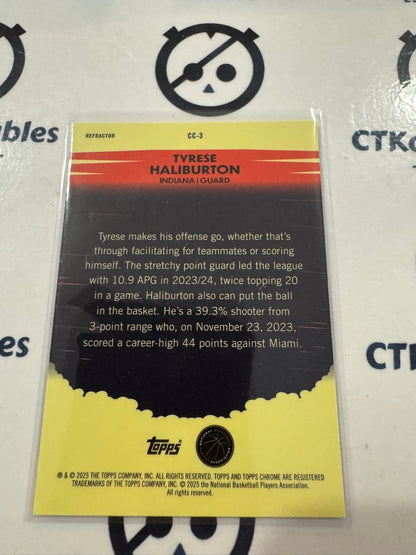 REFRACTOR
CC-3
TYRESE
HALIBURTON
INDIANA | GUARD
Tyrese makes his offense go, whether that's
through facilitating for teammates or scoring
himself. The stretchy point guard led the league
with 10.9 APG in 2023/24, twice topping 20
in a game. Haliburton also can put the ball
in the basket. He's a 39.3% shooter from
3-point range who, on November 23, 2023,
scored a career-high 44 points against Miami.
Topps
® & © 2025 THE TOPPS COMPANY, INC. ALL RIGHTS RESERVED. TOPPS AND TOPPS CHROME ARE REGISTERED
TRADEMARKS OF THE TOPPS COMPANY, INC. © 2025 the National Basketball Players Association.
All rights reserved.